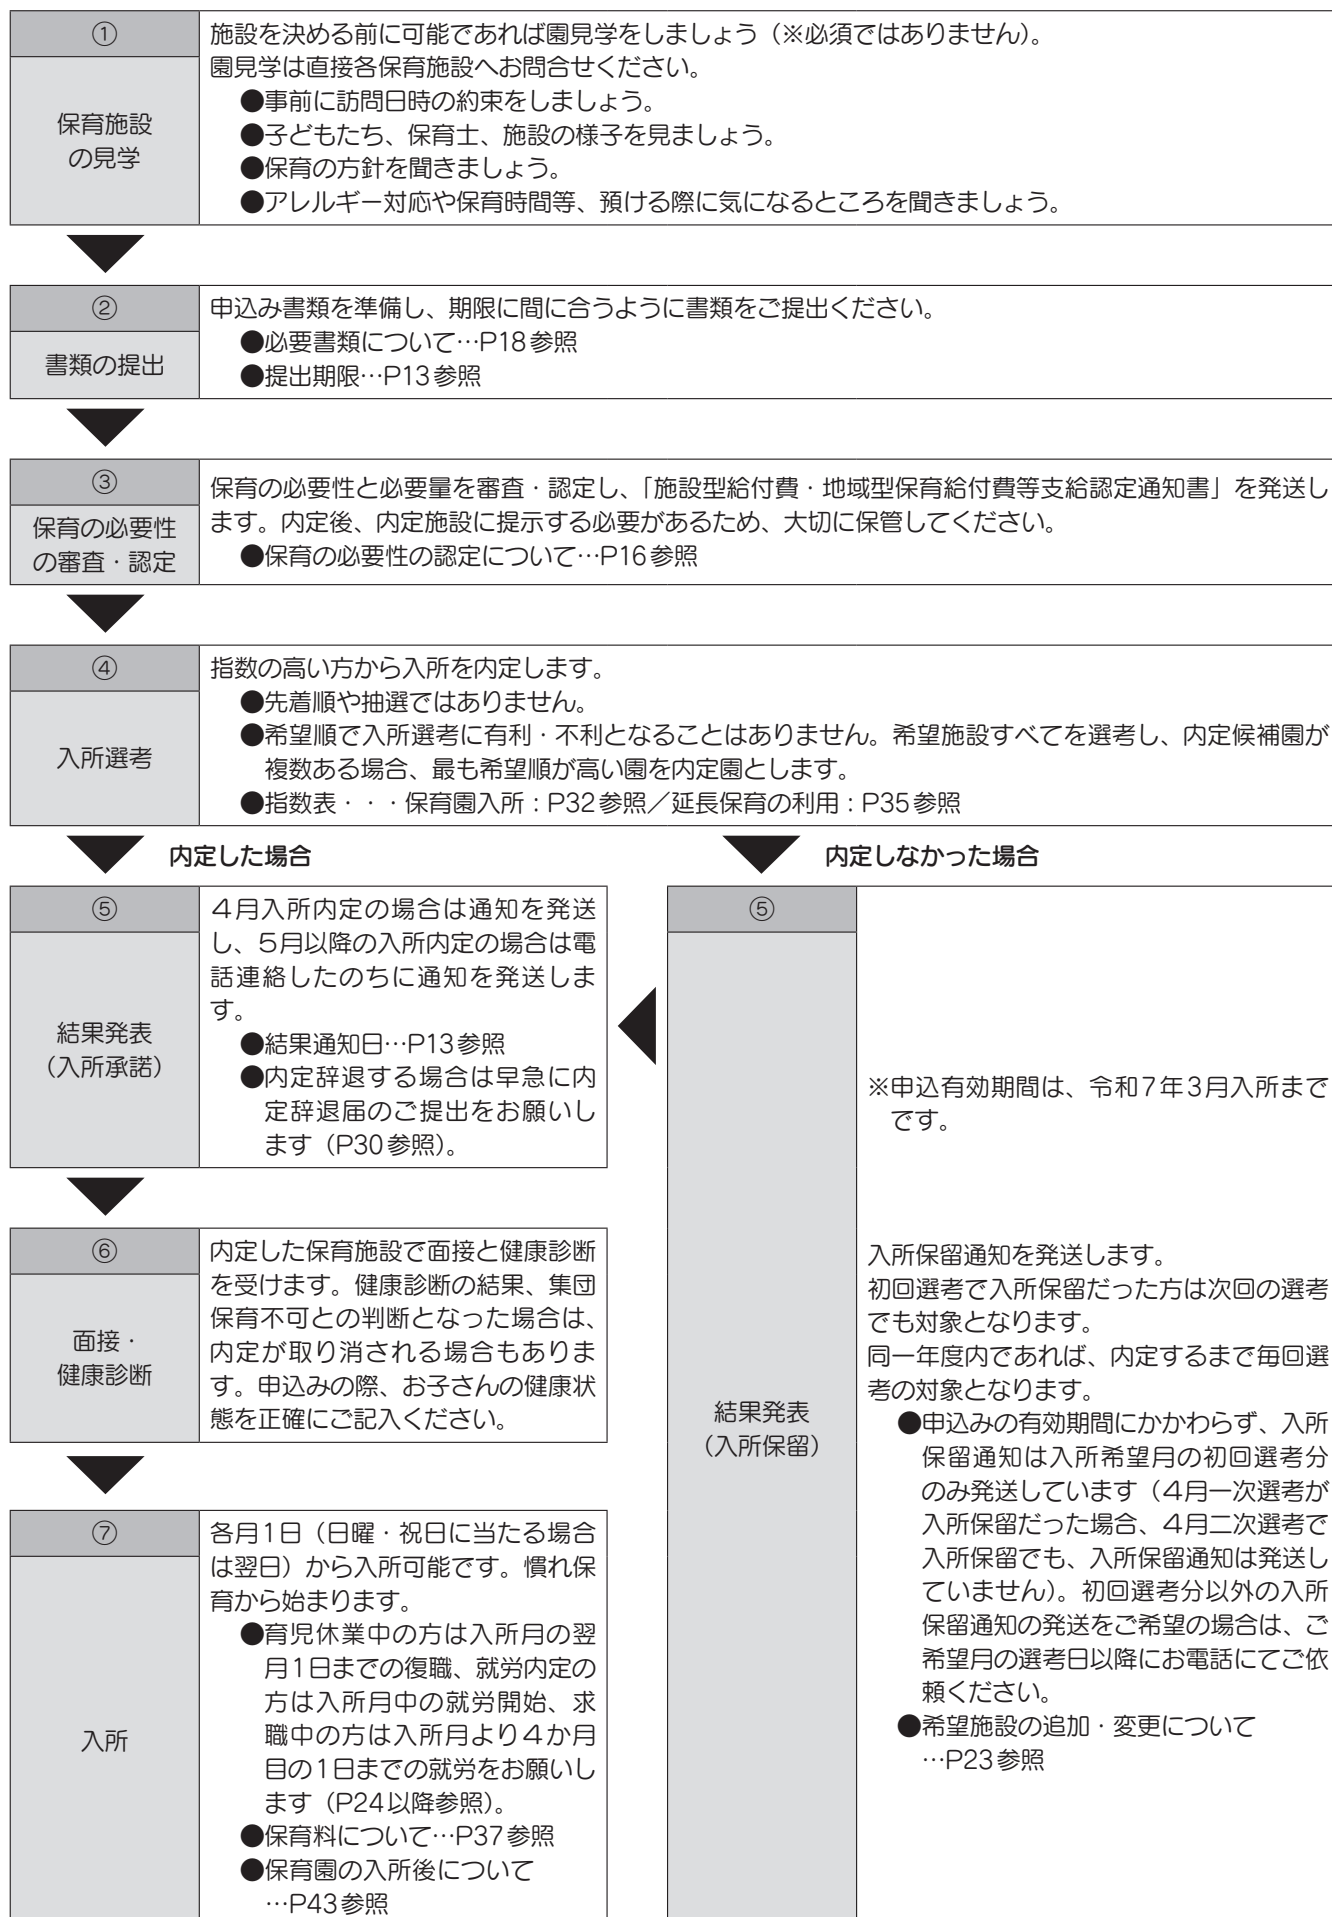 ①
保育施設
の見学
施設を決める前に可能であれば園見学をしましょう（※必須ではありません）。
園見学は直接各保育施設へお問合せください。
●事前に訪問日時の約束をしましょう。
●子どもたち、保育士、施設の様子を見ましょう。
●保育の方針を聞きましょう。
●アレルギー対応や保育時間等、預ける際に気になるところを聞きましょう。
②
書類の提出
申込み書類を準備し、期限に間に合うように書類をご提出ください。
●必要書類について…P18参照
●提出期限…P13参照
③
保育の必要性
の審査・認定
保育の必要性と必要量を審査・認定し、「施設型給付費・地域型保育給付費等支給認定通知書」を発送し
ます。内定後、内定施設に提示する必要があるため、大切に保管してください。
●保育の必要性の認定について…P16参照
④
入所選考
指数の高い方から入所を内定します。
●先着順や抽選ではありません。
●希望順で入所選考に有利・不利となることはありません。希望施設すべてを選考し、内定候補園が
複数ある場合、最も希望順が高い園を内定園とします。
●指数表・・・保育園入所：P32参照／延長保育の利用：P35参照
内定した場合
⑤
結果発表
（入所承諾）
4月入所内定の場合は通知を発送
し、5月以降の入所内定の場合は電
話連絡したのちに通知を発送しま
す。
●結果通知日…P13参照
●内定辞退する場合は早急に内
定辞退届のご提出をお願いし
ます（P30参照）。
⑥
面接・
健康診断
内定した保育施設で面接と健康診断
を受けます。健康診断の結果、集団
保育不可との判断となった場合は、
内定が取り消される場合もありま
す。申込みの際、お子さんの健康状
態を正確にご記入ください。
⑦
入所
各月1日（日曜・祝日に当たる場合
は翌日）から入所可能です。慣れ保
育から始まります。
●育児休業中の方は入所月の翌
月1日までの復職、就労内定の
方は入所月中の就労開始、求
職中の方は入所月より4か月
目の1日までの就労をお願いし
ます（P24以降参照）。
●保育料について…P37参照
●保育園の入所後について
…P43参照
内定しなかった場合
⑤
結果発表
（入所保留）
※申込有効期間は、令和7年3月入所まで
です。
入所保留通知を発送します。
初回選考で入所保留だった方は次回の選考
でも対象となります。
同一年度内であれば、内定するまで毎回選
考の対象となります。
●申込みの有効期間にかかわらず、入所
保留通知は入所希望月の初回選考分
のみ発送しています（4月一次選考が
入所保留だった場合、4月二次選考で
入所保留でも、入所保留通知は発送し
ていません）。初回選考分以外の入所
保留通知の発送をご希望の場合は、ご
希望月の選考日以降にお電話にてご依
頼ください。
●希望施設の追加・変更について
…P23参照